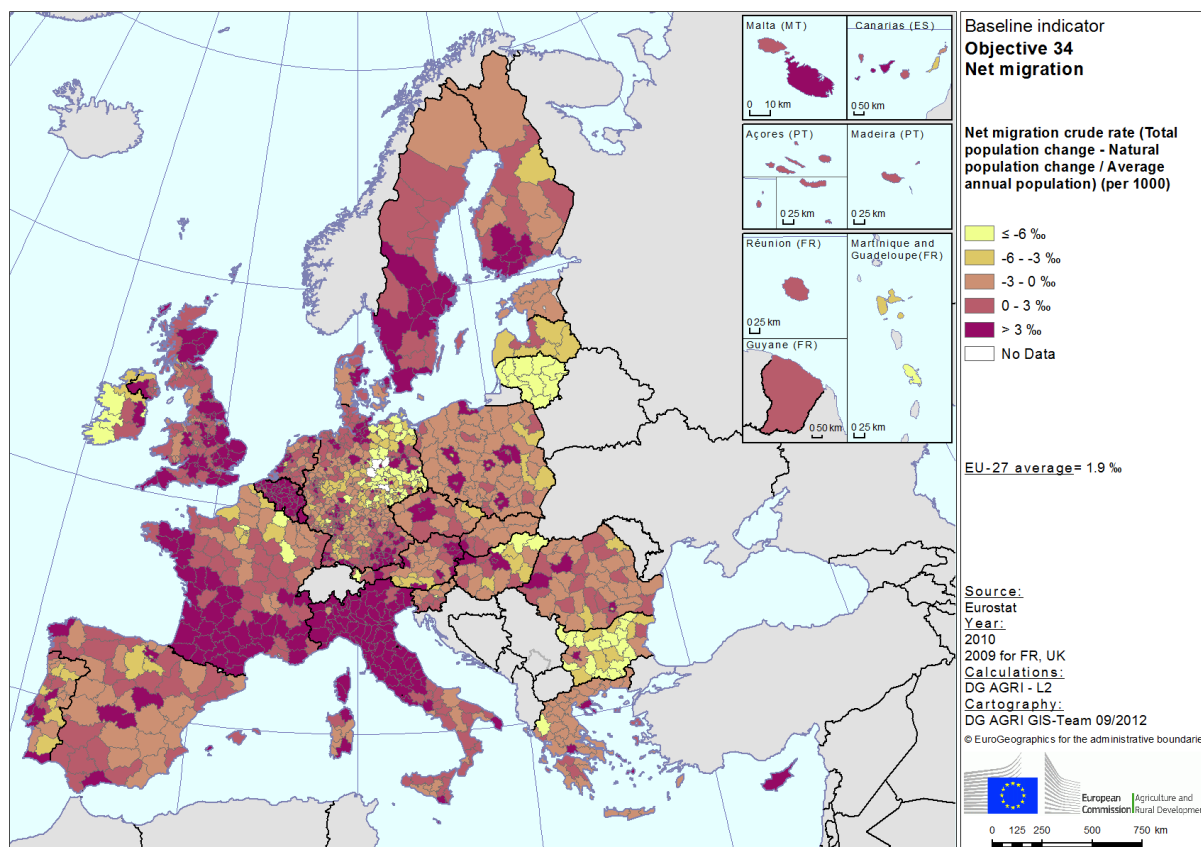 Malta (MT)
0 10 km
Canarias (ES)
0 50 km
Açores (PT)
0 25 km
Madeira (PT)
0 25 km
Réunion (FR)
0 25 km
Martinique and
Guadeloupe(FR)
0 25 km
Guyane (FR)
0 50 km
Baseline indicator
Objective 34
Net migration
Net migration crude rate (Total
population change - Natural
population change / Average
annual population) (per 1000)
≤ -6 ‰
-6 - -3 ‰
-3 - 0 ‰
0 - 3 ‰
> 3 ‰
No Data
EU-27 average= 1.9 ‰
Source:
Eurostat
Year:
2010
2009 for FR, UK
Calculations:
DG AGRI - L2
Cartography:
DG AGRI GIS-Team 09/2012
© EuroGeographics for the administrative boundarie
European
Commission
Agriculture and
Rural Developme
0 125 250 500 750 km